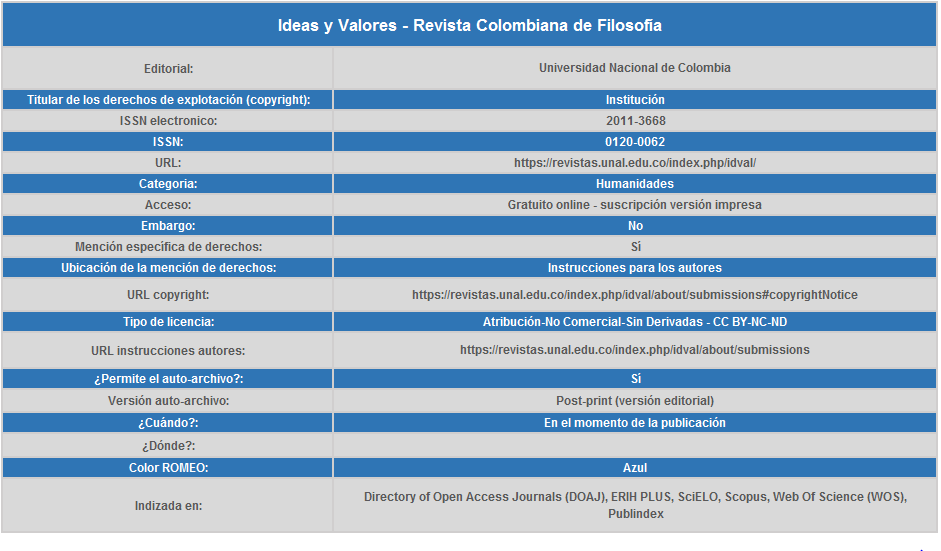 Ideas y Valores - Revista Colombiana de Filosofía
Editorial: Universidad Nacional de Colombia
Titular de los derechos de explotación (copyright): Institución
ISSN electronico: 2011-3668
ISSN: 0120-0062
URL: https://revistas.unal.edu.co/index.php/idval/
Categoria: Humanidades
Acceso: Gratuito online - suscripción versión impresa
Embargo: No
Mención específica de derechos: Sí
Ubicación de la mención de derechos: Instrucciones para los autores
URL copyright: https://revistas.unal.edu.co/index.php/idval/about/submissions#copyrightNotice
Tipo de licencia: Atribución-No Comercial-Sin Derivadas - CC BY-NC-ND
URL instrucciones autores: https://revistas.unal.edu.co/index.php/idval/about/submissions
¿Permite el auto-archivo?: Sí
Versión auto-archivo: Post-print (versión editorial)
¿Cuándo?: En el momento de la publicación
¿Dónde?:
Color ROMEO: Azul
Indizada en: Directory of Open Access Journals (DOAJ), ERIH PLUS, SciELO, Scopus, Web Of Science (WOS),
Publindex